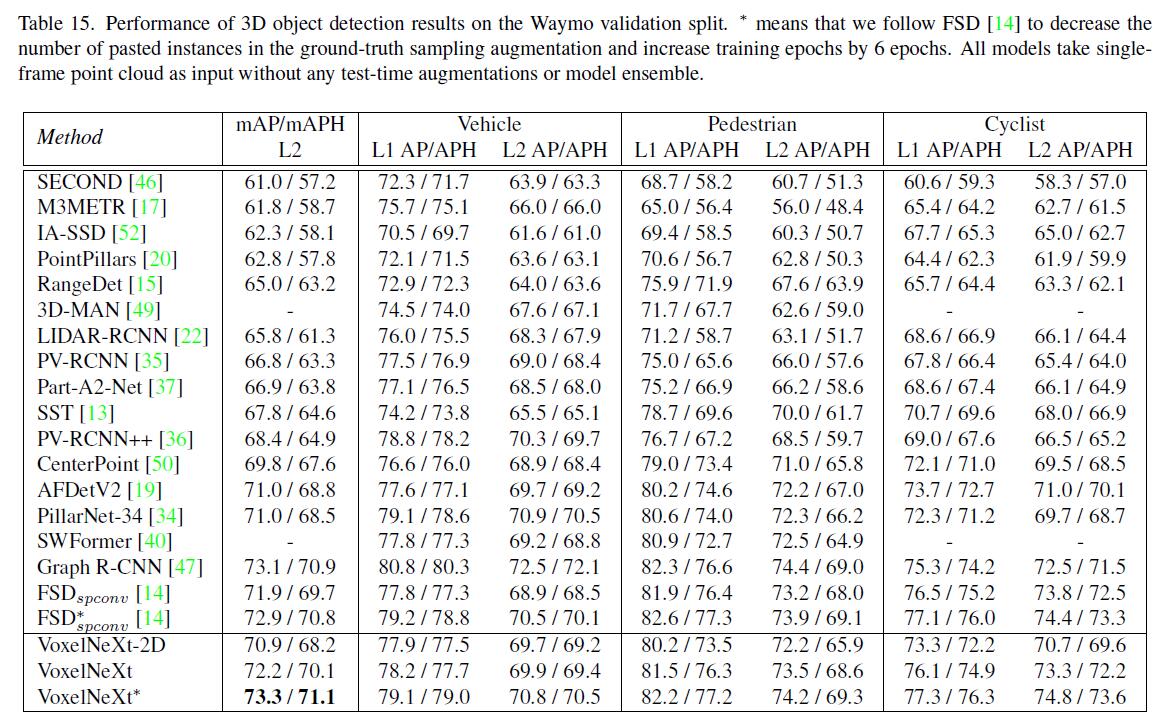 Table 15. Performance of 3D object detection results on the Waymo validation split. * means that we follow FSD [14] to decrease the
number of pasted instances in the ground-truth sampling augmentation and increase training epochs by 6 epochs. All models take single-
frame point cloud as input without any test-time augmentations or model ensemble.
Method mAP/mAPH Vehicle Pedestrian Cyclist
L2 L1 AP/APH L2 AP/APH L1 AP/APH L2 AP/APH L1 AP/APH L2 AP/APH
SECOND [46] 61.0 / 57.2 72.3 / 71.7 63.9 / 63.3 68.7 / 58.2 60.7 / 51.3 60.6 / 59.3 58.3 / 57.0
M3METR [17] 61.8 / 58.7 75.7 / 75.1 66.0 / 66.0 65.0 / 56.4 56.0 / 48.4 65.4 / 64.2 62.7 / 61.5
IA-SSD [52] 62.3 / 58.1 70.5 / 69.7 61.6 / 61.0 69.4 / 58.5 60.3 / 50.7 67.7 / 65.3 65.0 / 62.7
PointPillars [20] 62.8 / 57.8 72.1 / 71.5 63.6 / 63.1 70.6 / 56.7 62.8 / 50.3 64.4 / 62.3 61.9 / 59.9
RangeDet [15] 65.0 / 63.2 72.9 / 72.3 64.0 / 63.6 75.9 / 71.9 67.6 / 63.9 65.7 / 64.4 63.3 / 62.1
3D-MAN [49] - 74.5 / 74.0 67.6 / 67.1 71.7 / 67.7 62.6 / 59.0 - -
LIDAR-RCNN [22] 65.8 / 61.3 76.0 / 75.5 68.3 / 67.9 71.2 / 58.7 63.1 / 51.7 68.6 / 66.9 66.1 / 64.4
PV-RCNN [35] 66.8 / 63.3 77.5 / 76.9 69.0 / 68.4 75.0 / 65.6 66.0 / 57.6 67.8 / 66.4 65.4 / 64.0
Part-A2-Net [37] 66.9 / 63.8 77.1 / 76.5 68.5 / 68.0 75.2 / 66.9 66.2 / 58.6 68.6 / 67.4 66.1 / 64.9
SST [13] 67.8 / 64.6 74.2 / 73.8 65.5 / 65.1 78.7 / 69.6 70.0 / 61.7 70.7 / 69.6 68.0 / 66.9
PV-RCNN++ [36] 68.4 / 64.9 78.8 / 78.2 70.3 / 69.7 76.7 / 67.2 68.5 / 59.7 69.0 / 67.6 66.5 / 65.2
CenterPoint [50] 69.8 / 67.6 76.6 / 76.0 68.9 / 68.4 79.0 / 73.4 71.0 / 65.8 72.1 / 71.0 69.5 / 68.5
AFDetV2 [19] 71.0 / 68.8 77.6 / 77.1 69.7 / 69.2 80.2 / 74.6 72.2 / 67.0 73.7 / 72.7 71.0 / 70.1
PillarNet-34 [34] 71.0 / 68.5 79.1 / 78.6 70.9 / 70.5 80.6 / 74.0 72.3 / 66.2 72.3 / 71.2 69.7 / 68.7
SWFormer [40] - 77.8 / 77.3 69.2 / 68.8 80.9 / 72.7 72.5 / 64.9 - -
Graph R-CNN [47] 73.1 / 70.9 80.8 / 80.3 72.5 / 72.1 82.3 / 76.6 74.4 / 69.0 75.3 / 74.2 72.5 / 71.5
FSDspconv [14] 71.9 / 69.7 77.8 / 77.3 68.9 / 68.5 81.9 / 76.4 73.2 / 68.0 76.5 / 75.2 73.8 / 72.5
FSD*spconv [14] 72.9 / 70.8 79.2 / 78.8 70.5 / 70.1 82.6 / 77.3 73.9 / 69.1 77.1 / 76.0 74.4 / 73.3
VoxelNeXt-2D 70.9 / 68.2 77.9 / 77.5 69.7 / 69.2 80.2 / 73.5 72.2 / 65.9 73.3 / 72.2 70.7 / 69.6
VoxelNeXt 72.2 / 70.1 78.2 / 77.7 69.9 / 69.4 81.5 / 76.3 73.5 / 68.6 76.1 / 74.9 73.3 / 72.2
VoxelNeXt* 73.3 / 71.1 79.1 / 79.0 70.8 / 70.5 82.2 / 77.2 74.2 / 69.3 77.3 / 76.3 74.8 / 73.6